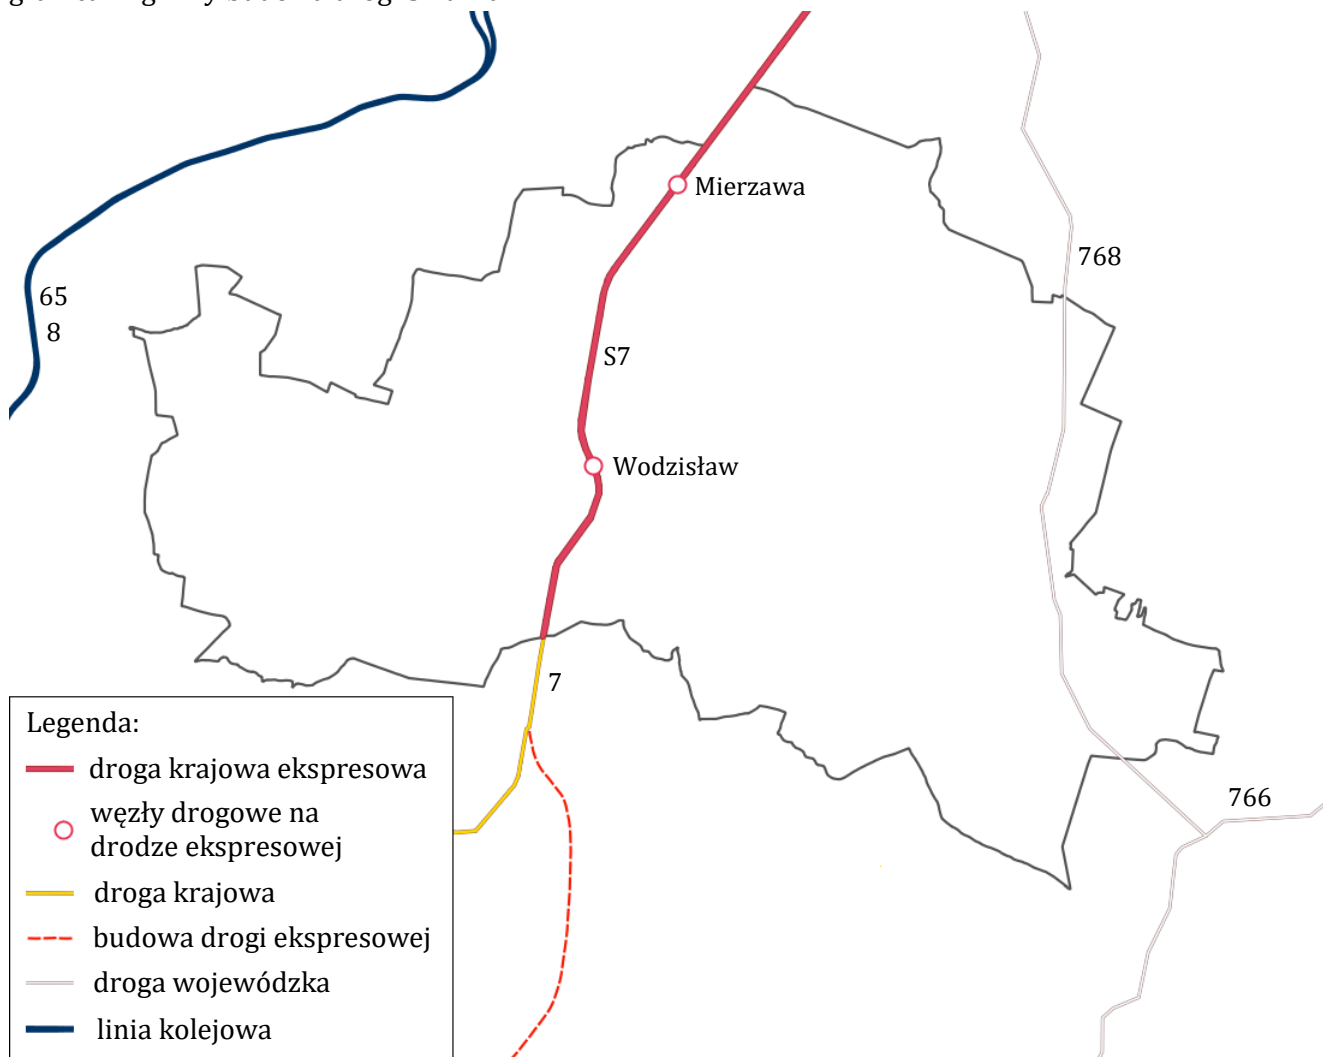 Mierzawa
768
65
8
S7
Wodzisław
7
766
Legenda:
droga krajowa ekspresowa
węzły drogowe na
drodze ekspresowej
droga krajowa
budowa drogi ekspresowej
droga wojewódzka
linia kolejowa